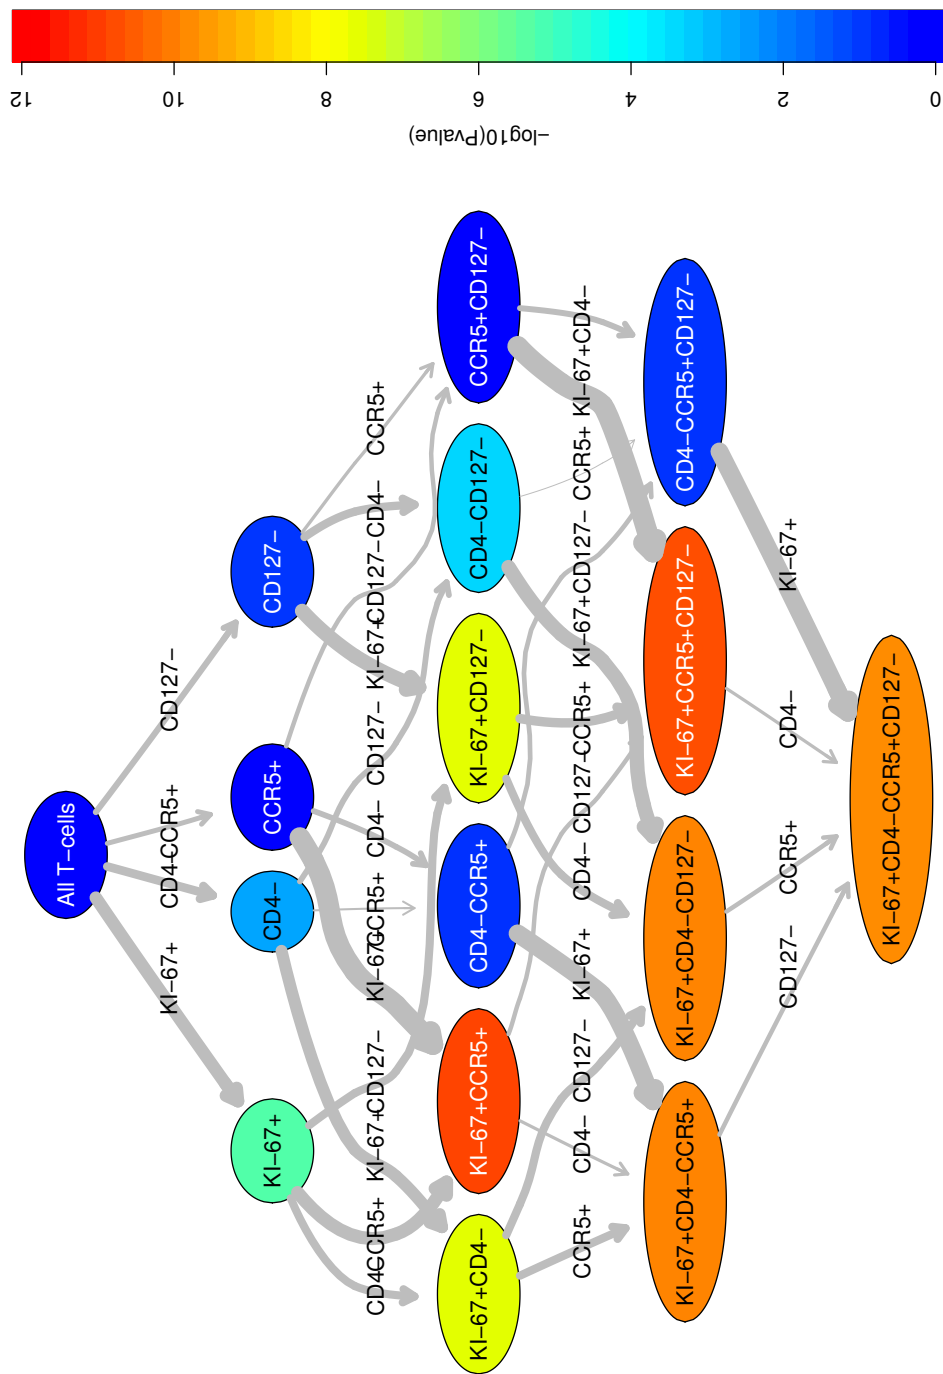 12
10
8
6
4
2
0
−log10(Pvalue)
All T−cells
KI−67+
CD4−
CCR5+
CD127−
KI−67+
CD4−
CCR5+
CD127−
CD4−
CCR5+
KI−67+
CD127−
KI−67+
CCR5+
CD4−
CD127−
KI−67+
CD127−
CD4−
CCR5+
KI−67+CD4−
KI−67+CCR5+
CD4−CCR5+
KI−67+CD127−
CD4−CD127−
CCR5+CD127−
CCR5+
CD4−
CD127−
KI−67+
CD4−
CD127−
CCR5+
KI−67+
CD127−
CCR5+
KI−67+
CD4−
KI−67+CD4−CCR5+
KI−67+CD4−CD127−
KI−67+CCR5+CD127−
CD4−CCR5+CD127−
CD127−
CCR5+
CD4−
KI−67+
KI−67+CD4−CCR5+CD127−